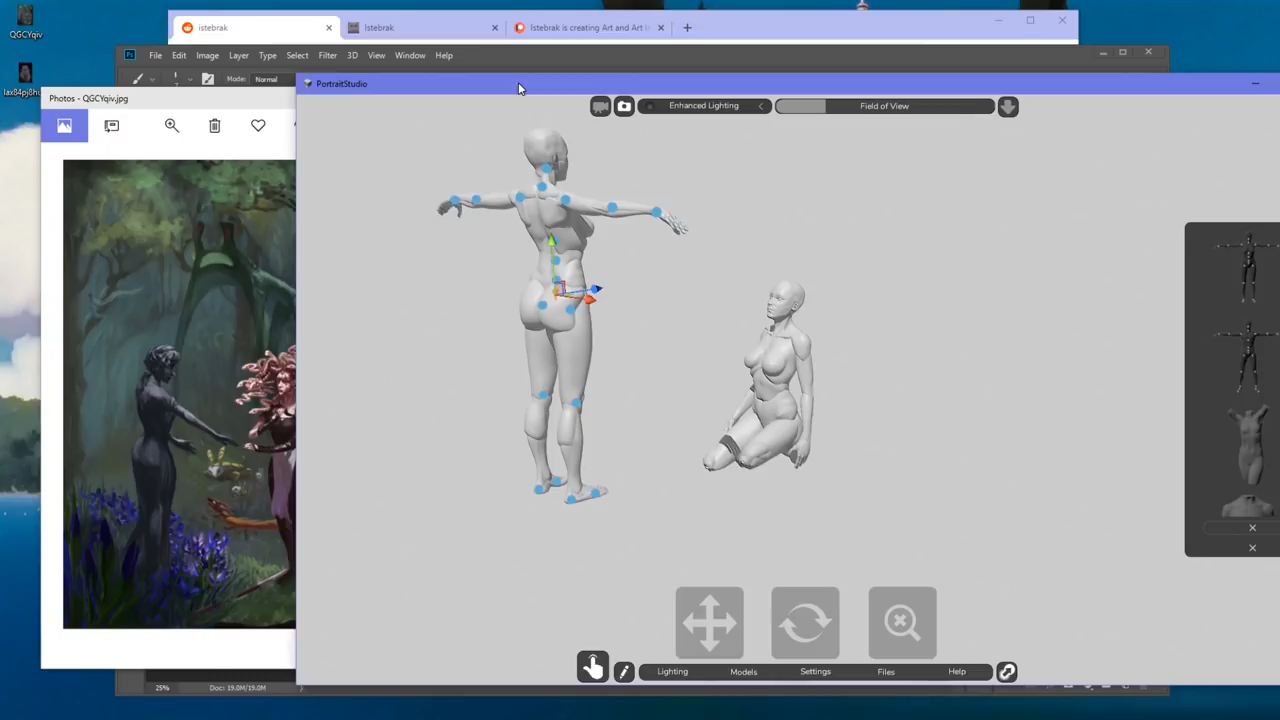 QGCYqiv
istebrak
Istebrak
Istebrak is creating Art and Art
File Edit Image Layer Type Select Filter 3D View Window Help
Mode: Normal
PortraitStudio
Photos - QGCYqiv.jpg
Enhanced Lighting
Field of View
Lighting Models Settings Files Help
25% Doc: 19.0M/19.0M